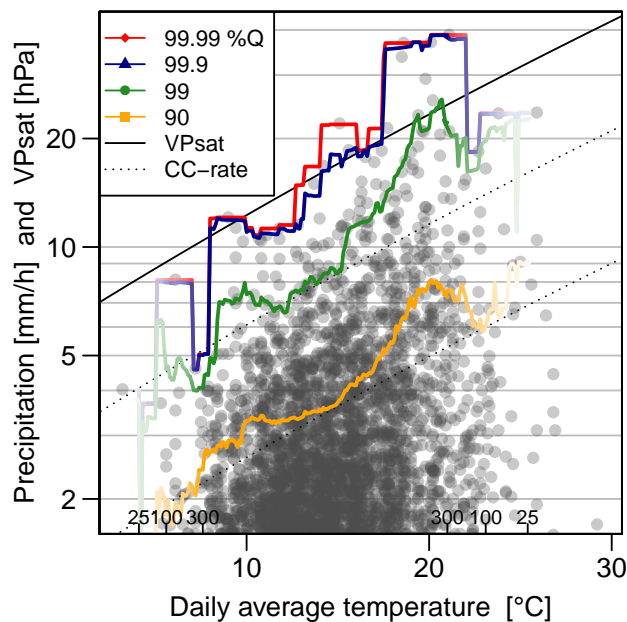 99.99 %Q
99.9
99
90
VPsat
CC−rate
Precipitation [mm/h] and VPsat [hPa]
20
10
5
2
25 100 300 300 100 25
10 20 30
Daily average temperature [°C]